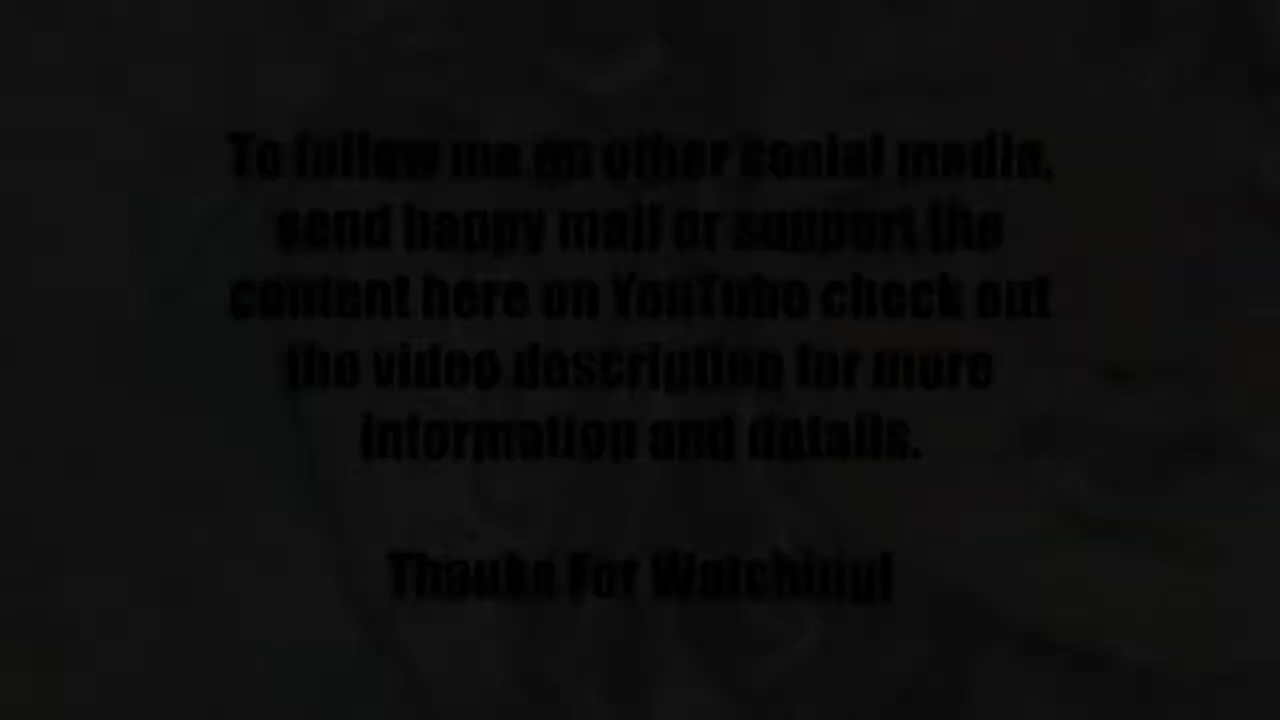 To follow me on other social media,
send happy mail or support the
content here on YouTube check out
the video description for more
information and details.
Thanks For Watching!